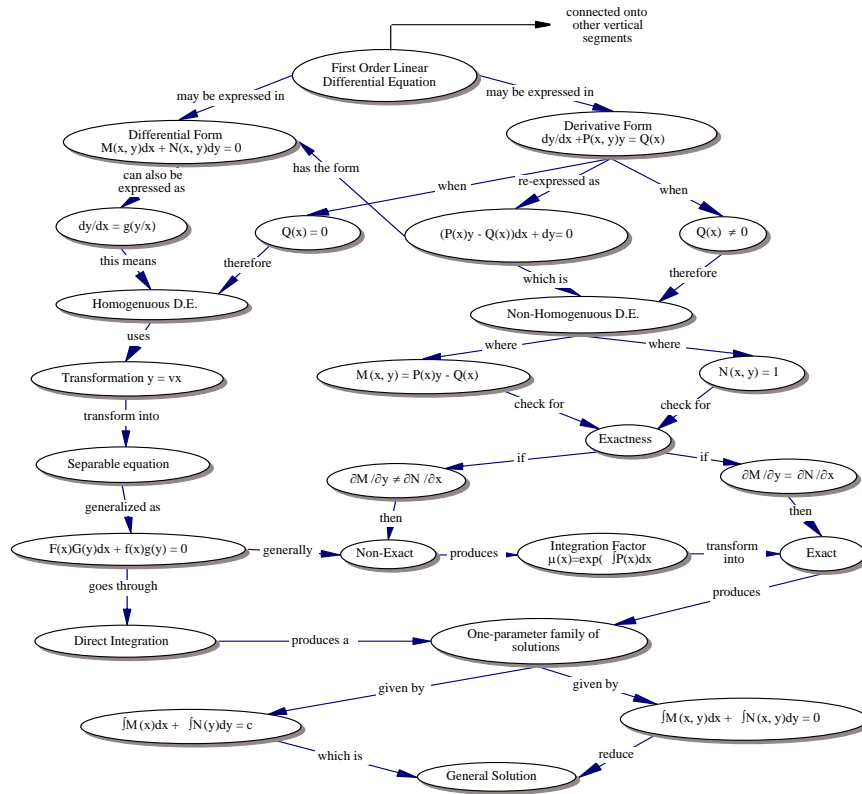 connected onto
other vertical
segments
First Order Linear
Differential Equation
may be expressed in
may be expressed in
Differential Form
M(x, y)dx + N(x, y)dy = 0
Derivative Form
dy/dx +P(x, y)y = Q(x)
can also be
expressed as
has the form
when
re-expressed as
when
dy/dx = g(y/x)
Q(x) = 0
(P(x)y - Q(x))dx + dy= 0
Q(x) ≠ 0
this means
therefore
which is
therefore
Homogenuous D.E.
Non-Homogenuous D.E.
uses
where
where
Transformation y = vx
M(x, y) = P(x)y - Q(x)
N(x, y) = 1
transform into
check for
check for
Exactness
Separable equation
if
if
∂M/∂y ≠ ∂N/∂x
∂M/∂y = ∂N/∂x
generalized as
then
then
F(x)G(y)dx + f(x)g(y) = 0
generally
Non-Exact
produces
Integration Factor
μ(x)=exp( ∫P(x)dx
transform
into
Exact
goes through
produces
Direct Integration
produces a
One-parameter family of
solutions
given by
given by
∫M(x)dx + ∫N(y)dy = c
∫M(x, y)dx + ∫N(x, y)dy = 0
which is
reduce
General Solution